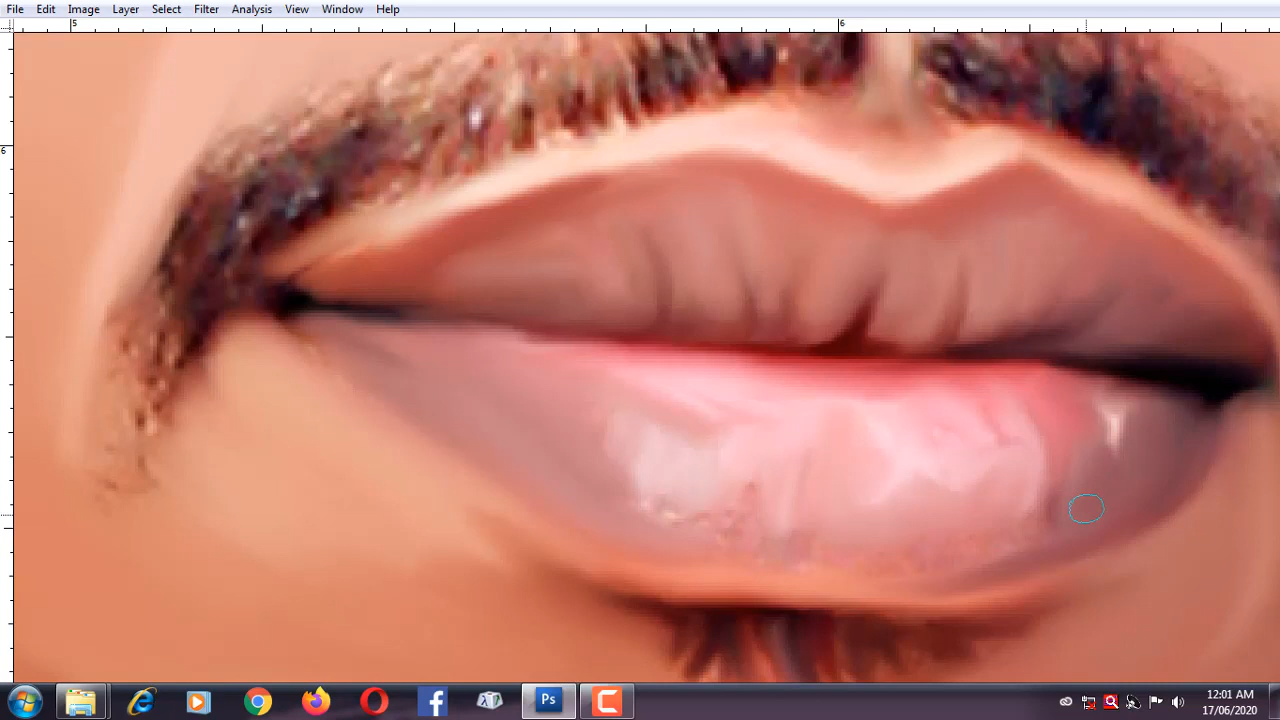 File Edit Image Layer Select Filter Analysis View Window Help
5 6
6
Ps
12:01 AM
17/06/2020